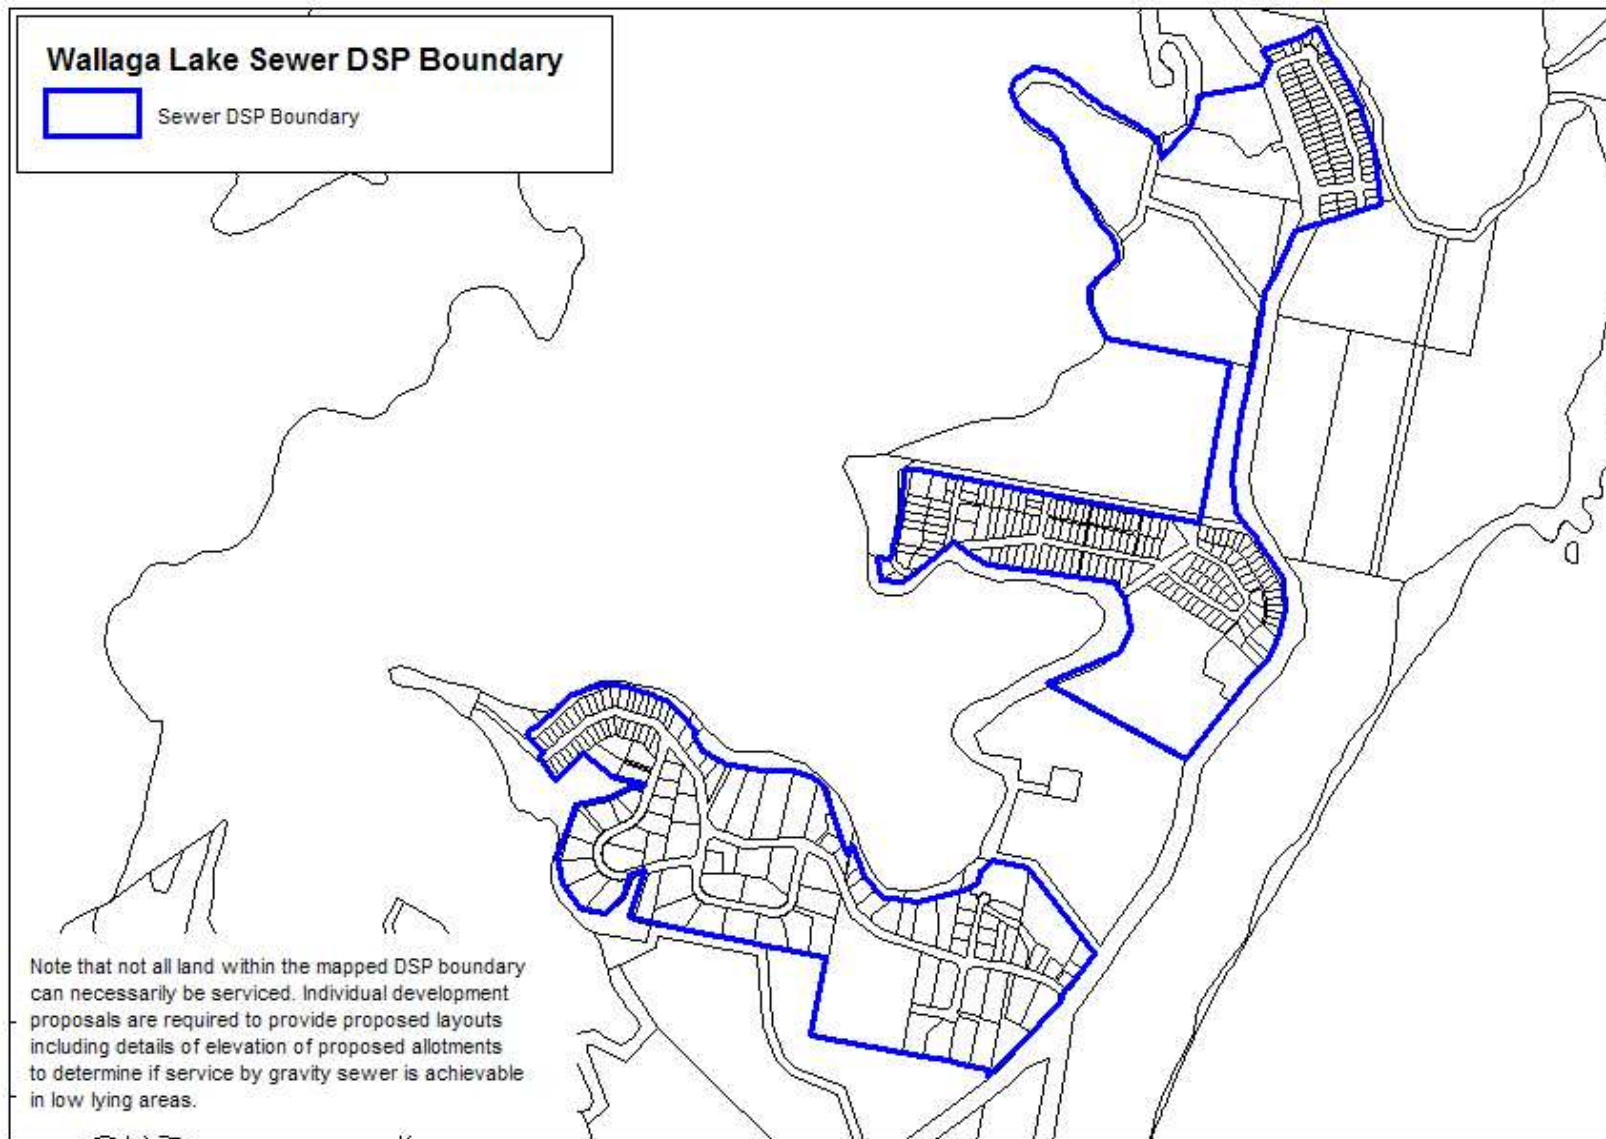 Wallaga Lake Sewer DSP Boundary
Sewer DSP Boundary
Note that not all land within the mapped DSP boundary
can necessarily be serviced. Individual development
proposals are required to provide proposed layouts
including details of elevation of proposed allotments
to determine if service by gravity sewer is achievable
in low lying areas.